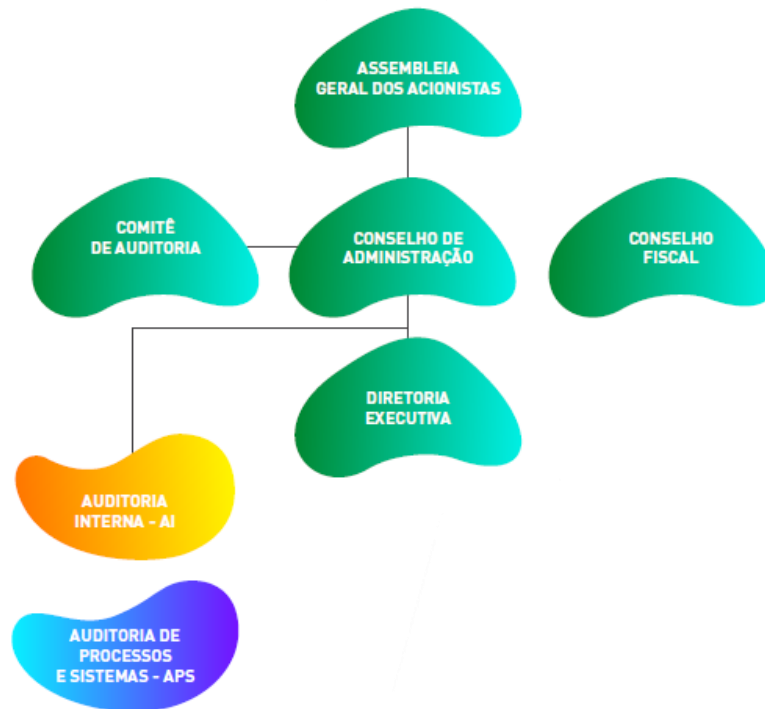 ASSEMBLEIA
GERAL DOS ACIONISTAS
COMITÊ
DE AUDITORIA
CONSELHO DE
ADMINISTRAÇÃO
CONSELHO
FISCAL
DIRETORIA
EXECUTIVA
AUDITORIA
INTERNA - AI
AUDITORIA DE
PROCESSOS
E SISTEMAS - APS